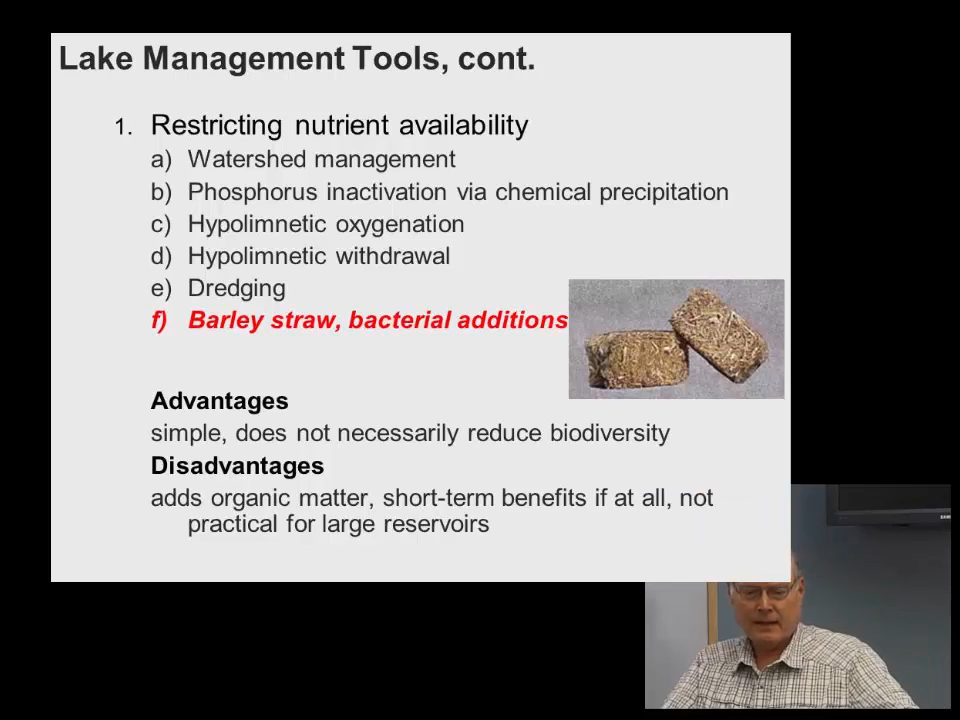 Lake Management Tools, cont.
1. Restricting nutrient availability
a) Watershed management
b) Phosphorus inactivation via chemical precipitation
c) Hypolimnetic oxygenation
d) Hypolimnetic withdrawal
e) Dredging
f) Barley straw, bacterial additions
Advantages
simple, does not necessarily reduce biodiversity
Disadvantages
adds organic matter, short-term benefits if at all, not
practical for large reservoirs